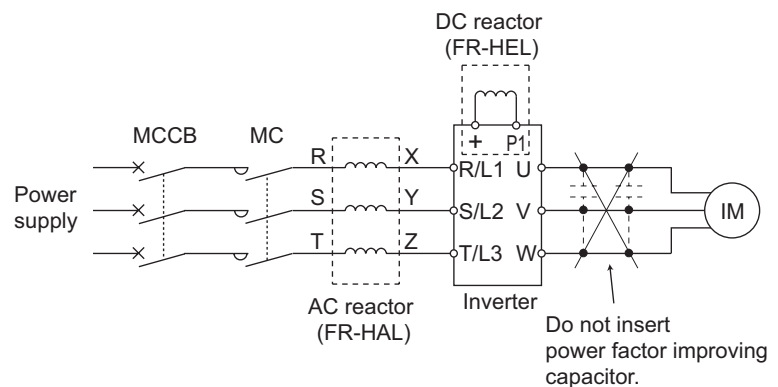 DC reactor
(FR-HEL)
MCCB
MC
+ P1
R X R/L1 U
Power
supply
S Y S/L2 V
IM
T Z T/L3 W
AC reactor
(FR-HAL)
Inverter
Do not insert
power factor improving
capacitor.